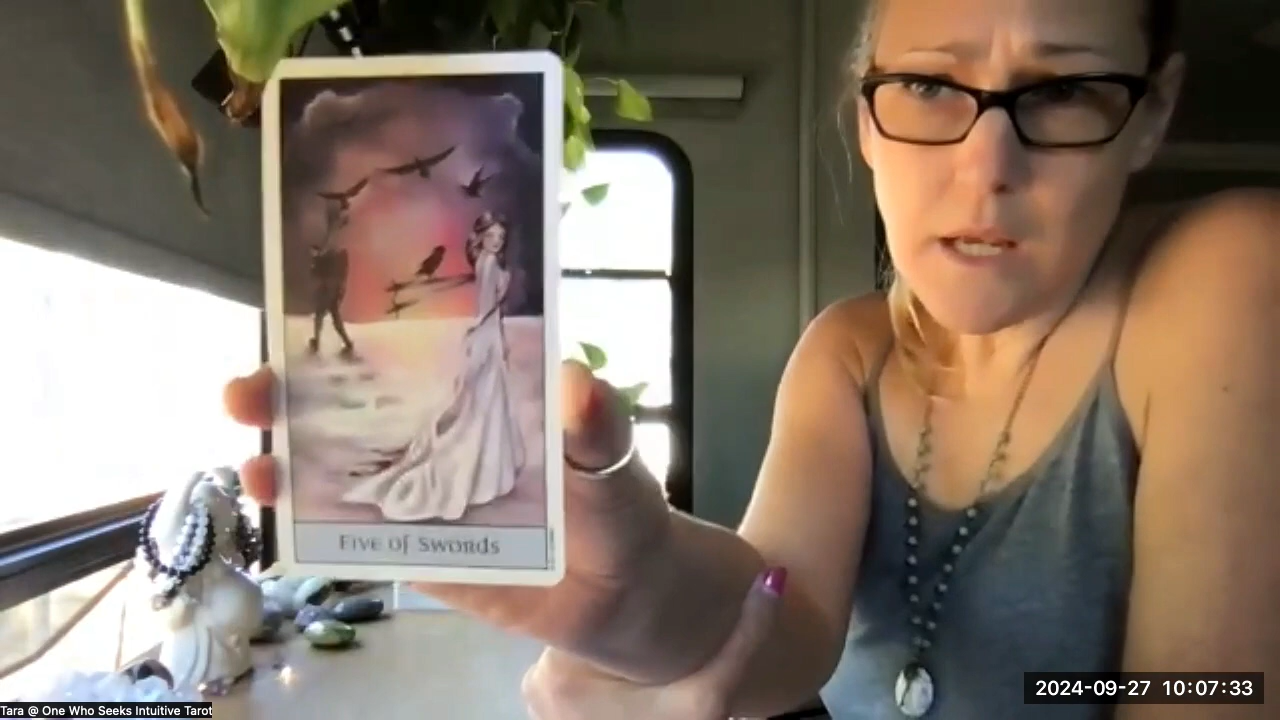 Five of Swords
2024-09-27 10:07:33
Tara @ One Who Seeks Intuitive Tarot